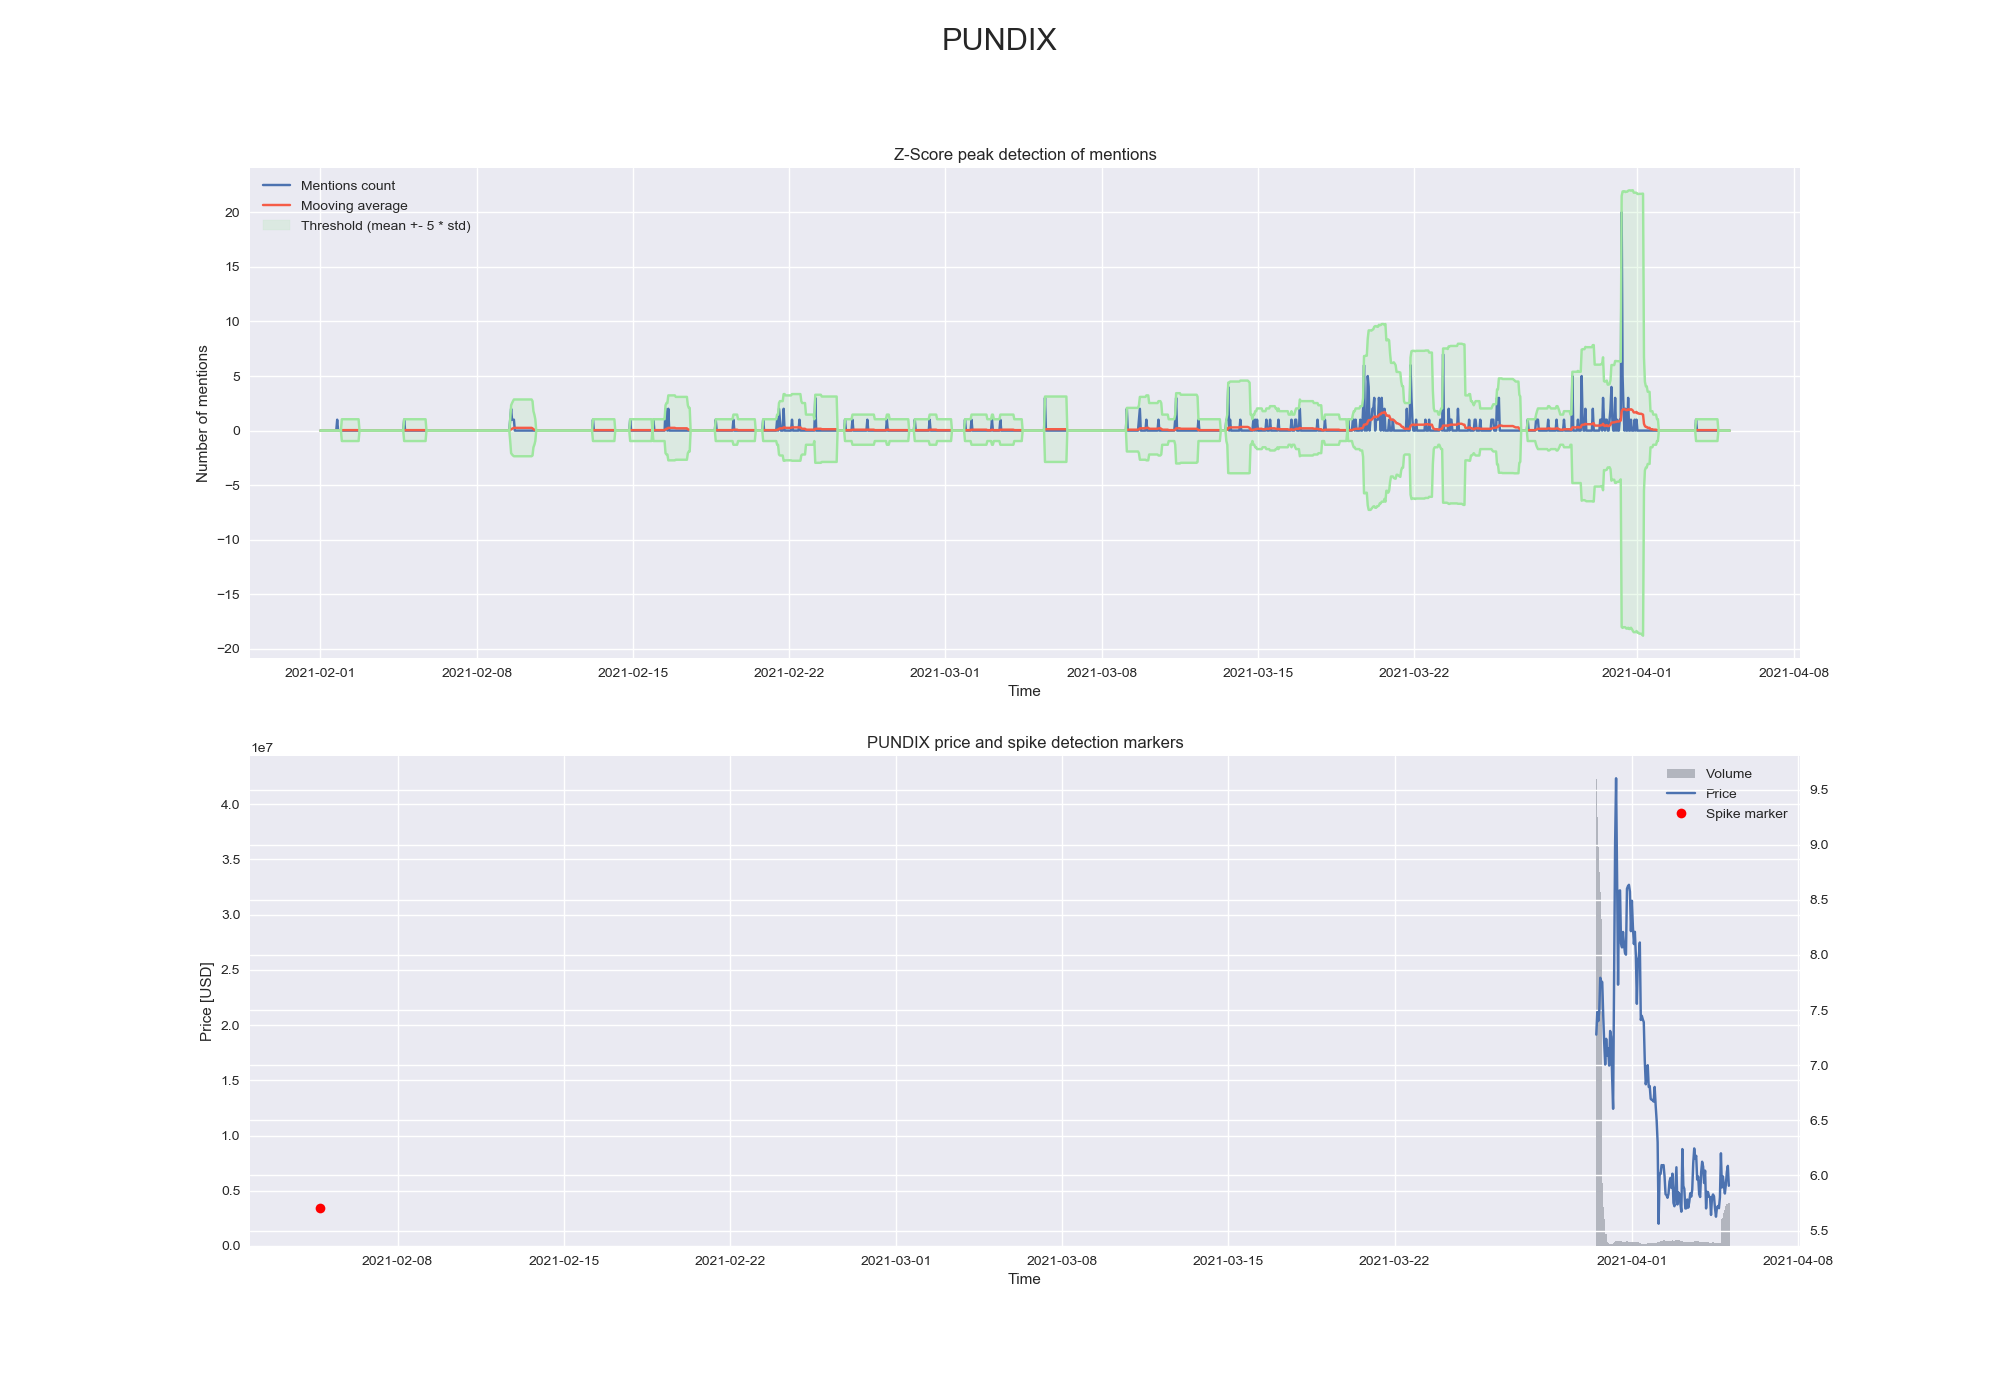 PUNDIX
Z-Score peak detection of mentions
Mentions count
Mooving average
Threshold (mean +- 5 * std)
Number of mentions
20
15
10
5
0
−5
−10
−15
−20
2021-02-01 2021-02-08 2021-02-15 2021-02-22 2021-03-01 2021-03-08 2021-03-15 2021-03-22 2021-04-01 2021-04-08
Time
PUNDIX price and spike detection markers
1e7
Volume
Price
Spike marker
Price [USD]
4.0
3.5
3.0
2.5
2.0
1.5
1.0
0.5
0.0
9.5
9.0
8.5
8.0
7.5
7.0
6.5
6.0
5.5
2021-02-08 2021-02-15 2021-02-22 2021-03-01 2021-03-08 2021-03-15 2021-03-22 2021-04-01 2021-04-08
Time